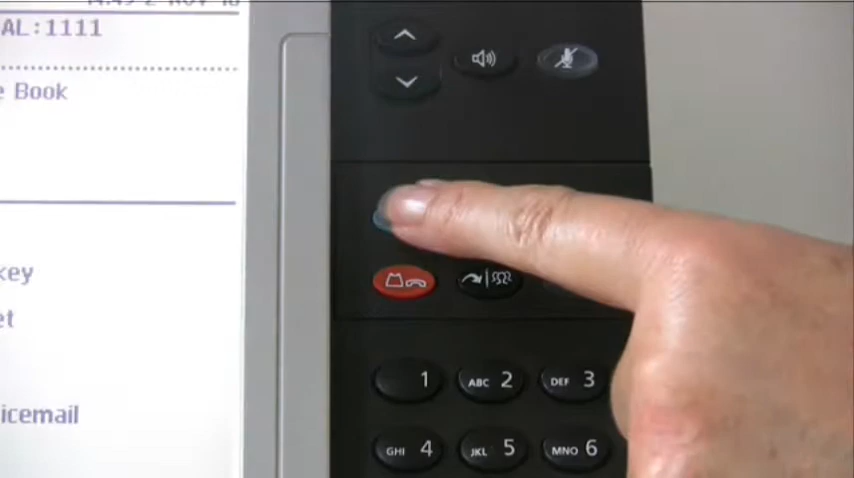 AL:1111
e Book
key
et
icemail
1
ABC 2
DEF 3
GHI 4
JKL 5
MNO 6